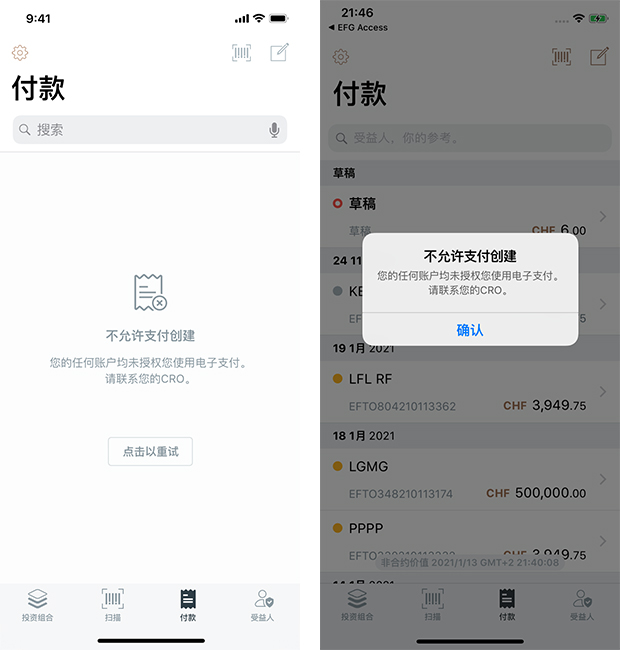 9:41
付款
搜索
不允许支付创建
您的任何账户均未授权您使用电子支付。
请联系您的CRO。
点击以重试
投资组合
扫描
付款
受益人
21:46
◀ EFG Access
付款
受益人，你的参考。
草稿
草稿
草稿
CHF 6.00
24 11
不允许支付创建
您的任何账户均未授权您使用电子支付。
请联系您的CRO。
确认
19 1月 2021
LFL RF
EFTO804210113362
CHF 3,949.75
18 1月 2021
LGMG
EFTO348210113174
CHF 500,000.00
PPPP
CHF 3,949.75
非合约价值 2021/1/13 GMT+2 21:40:08
投资组合
扫描
付款
受益人